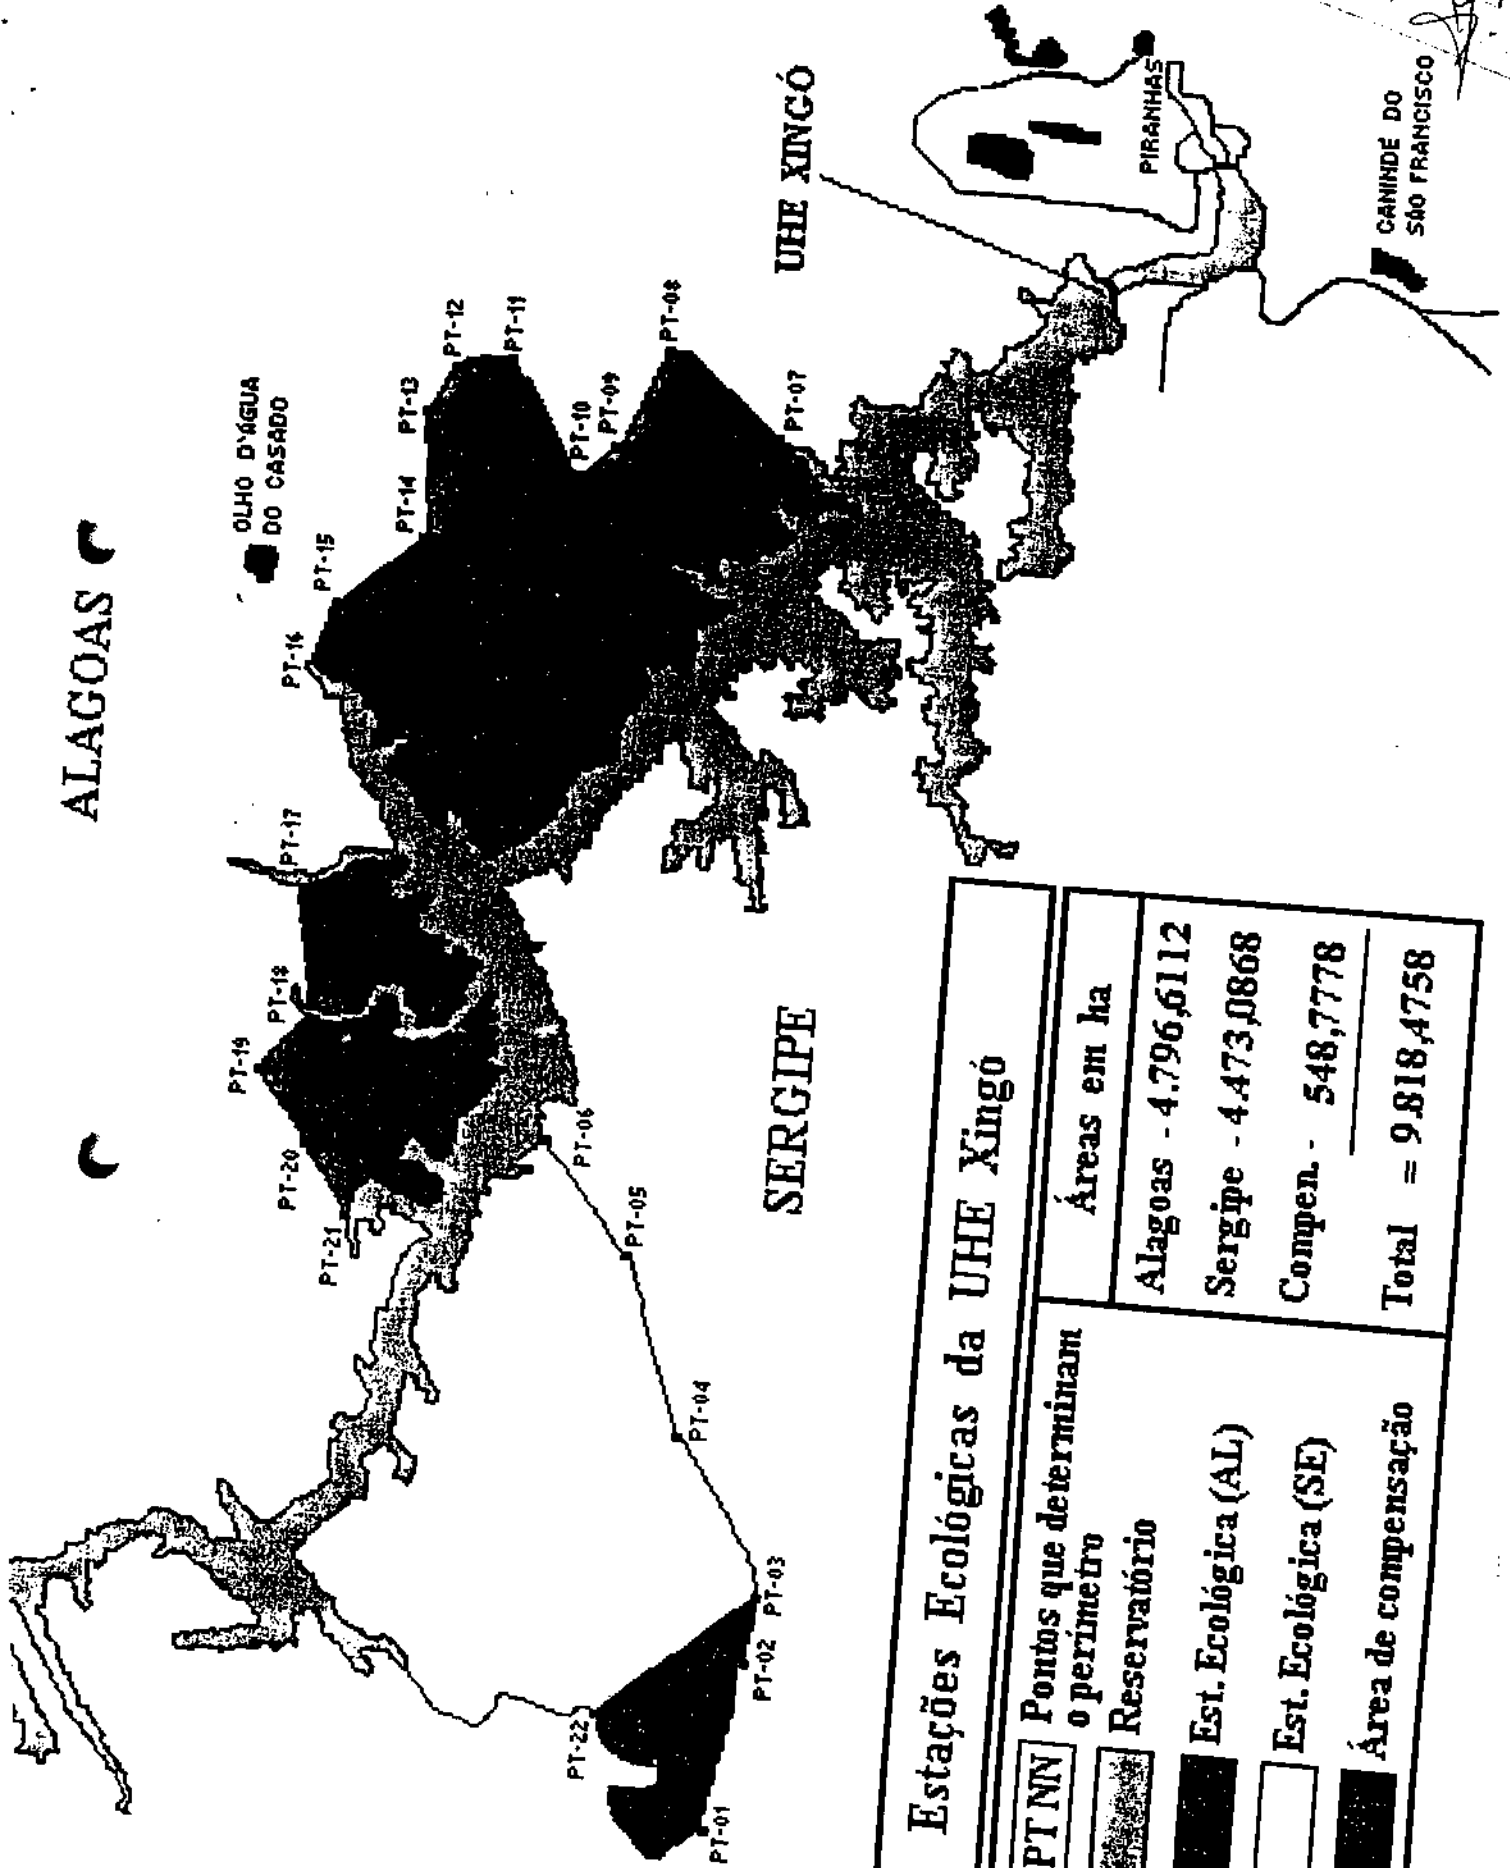 ALAGOAS
OLHO D'ÁGUA
DO CASADO
PT-19
PT-18
PT-17
PT-16
PT-15
PT-14
PT-13
PT-12
PT-11
PT-10
PT-09
PT-08
PT-07
PT-20
PT-21
PT-06
PT-05
PT-04
PT-03
PT-02
PT-22
PT-01
UHE XINGÓ
PIRANHAS
CANINDE DO
SÃO FRANCISCO
SERGIPE
Estações Ecológicas da UHE Xingó
PT NN Pontos que determinam
o perímetro
Reservatório
Est. Ecológica (AL)
Est. Ecológica (SE)
Área de compensação
Áreas em ha
Alagoas - 4.796,6112
Sergipe - 4.473,0868
Compen. - 548,7778
Total = 9.818,4758